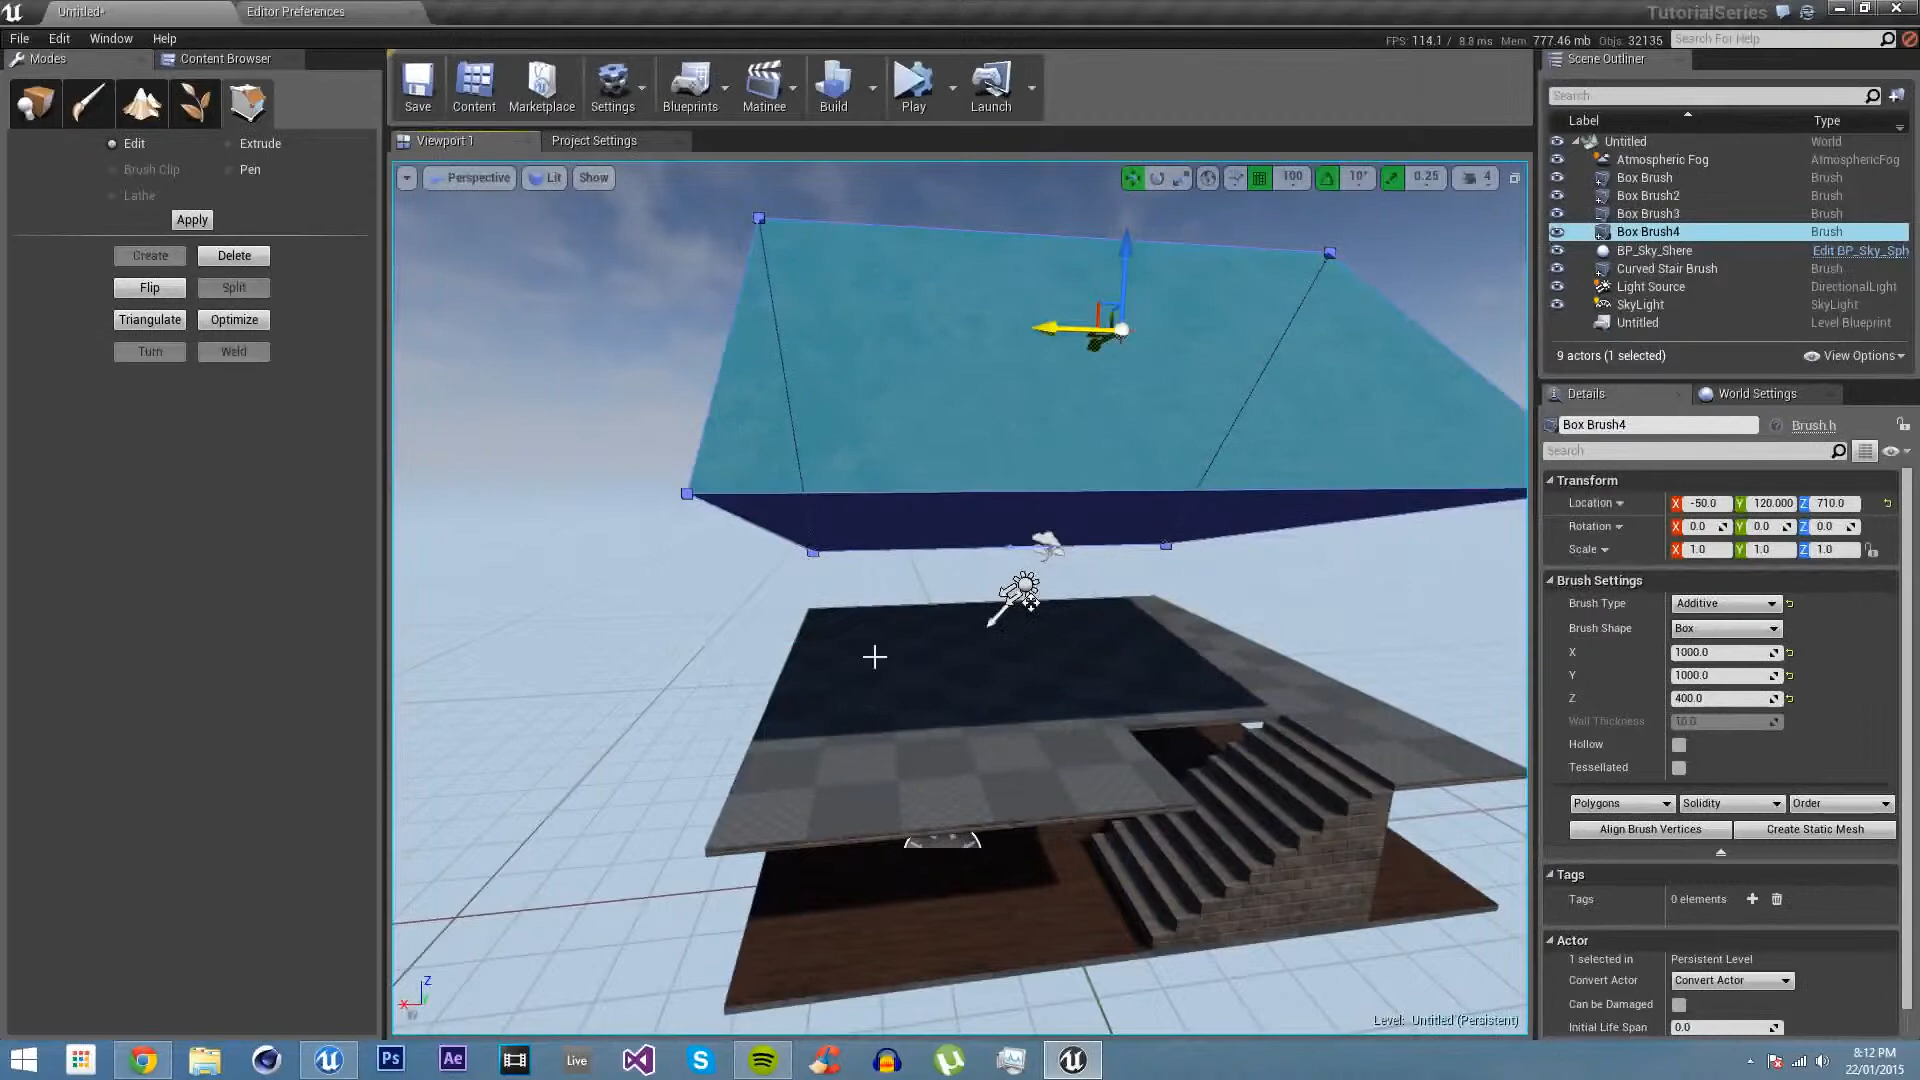 Untitled*
Editor Preferences
TutorialSeries
File Edit Window Help
FPS: 114.1 / 8.8 ms Mem: 777.46 mb Objs: 32135
Search For Help
Modes
Content Browser
Edit
Extrude
Brush Clip
Pen
Lathe
Apply
Create
Delete
Flip
Split
Triangulate
Optimize
Turn
Weld
Save
Content
Marketplace
Settings
Blueprints
Matinee
Build
Play
Launch
Viewport 1
Project Settings
Perspective
Lit
Show
100
10°
0.25
4
Z
X
Level: Untitled (Persistent)
Scene Outliner
Search
Label Type
Untitled World
Atmospheric Fog AtmosphericFog
Box Brush Brush
Box Brush2 Brush
Box Brush3 Brush
Box Brush4 Brush
BP_Sky_Shere Edit BP_Sky_Sph
Curved Stair Brush Brush
Light Source DirectionalLight
SkyLight SkyLight
Untitled Level Blueprint
9 actors (1 selected)
View Options
Details
World Settings
Box Brush4
Brush.h
Search
Transform
Location X -50.0 Y 120.000 Z 710.0
Rotation X 0.0 Y 0.0 Z 0.0
Scale X 1.0 Y 1.0 Z 1.0
Brush Settings
Brush Type Additive
Brush Shape Box
X 1000.0
Y 1000.0
Z 400.0
Wall Thickness 10.0
Hollow
Tessellated
Polygons Solidity Order
Align Brush Vertices Create Static Mesh
Tags
Tags 0 elements
Actor
1 selected in Persistent Level
Convert Actor Convert Actor
Can be Damaged
Initial Life Span 0.0
Ps
Ae
Live
8:12 PM
22/01/2015